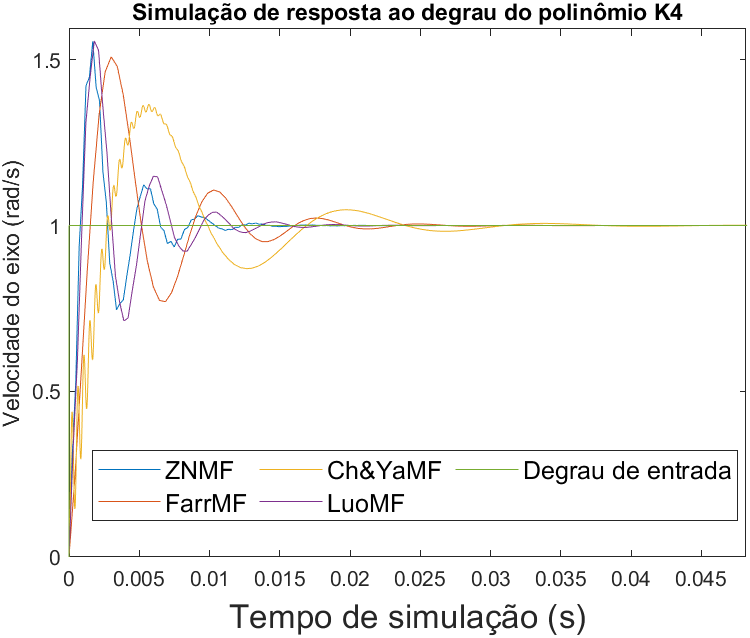 Simulação de resposta ao degrau do polinômio K4
1.5
1
0.5
0
Velocidade do eixo (rad/s)
ZNMF Ch&YaMF Degrau de entrada
FarrMF LuoMF
0 0.005 0.01 0.015 0.02 0.025 0.03 0.035 0.04 0.045
Tempo de simulação (s)